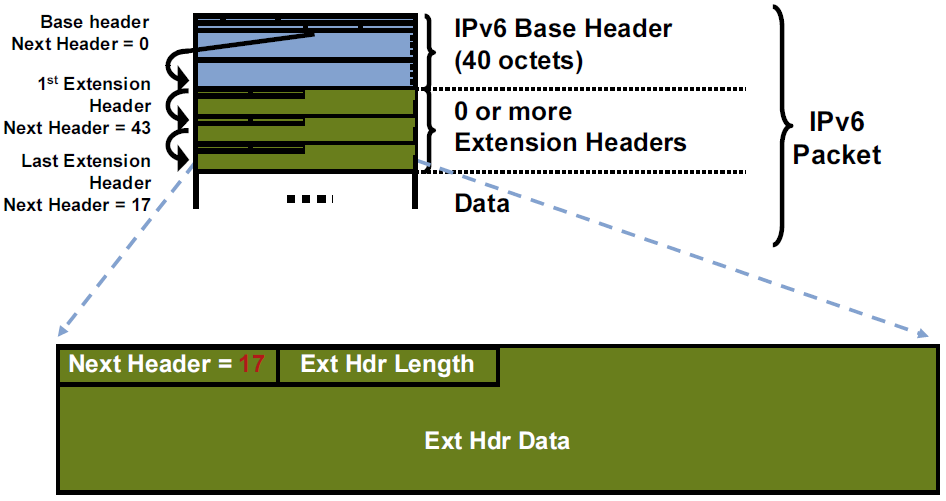 Base header
Next Header = 0
1st Extension
Header
Next Header = 43
Last Extension
Header
Next Header = 17
IPv6 Base Header
(40 octets)
0 or more
Extension Headers
Data
IPv6
Packet
Next Header = 17
Ext Hdr Length
Ext Hdr Data